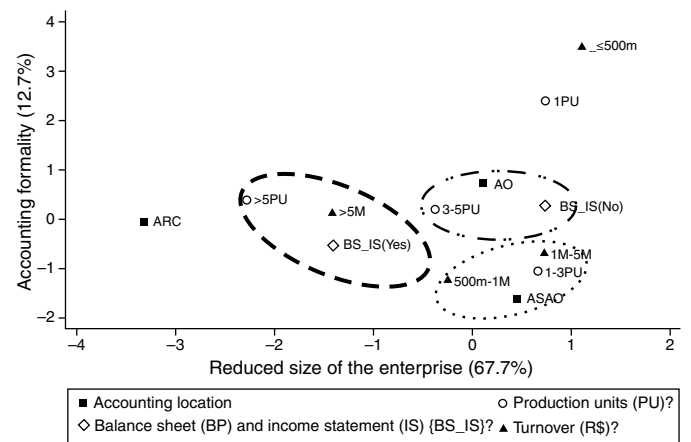 4
3
2
1
0
−1
−2
Accounting formality (12.7%)
_≤500m
1PU
AO
3-5PU
BS_IS(No)
>5PU
>5M
BS_IS(Yes)
ARC
1M-5M
1-3PU
500m-1M
ASAO
−4 −3 −2 −1 0 1 2
Reduced size of the enterprise (67.7%)
Accounting location
Production units (PU)?
Balance sheet (BP) and income statement (IS) {BS_IS}?
Turnover (R$)?